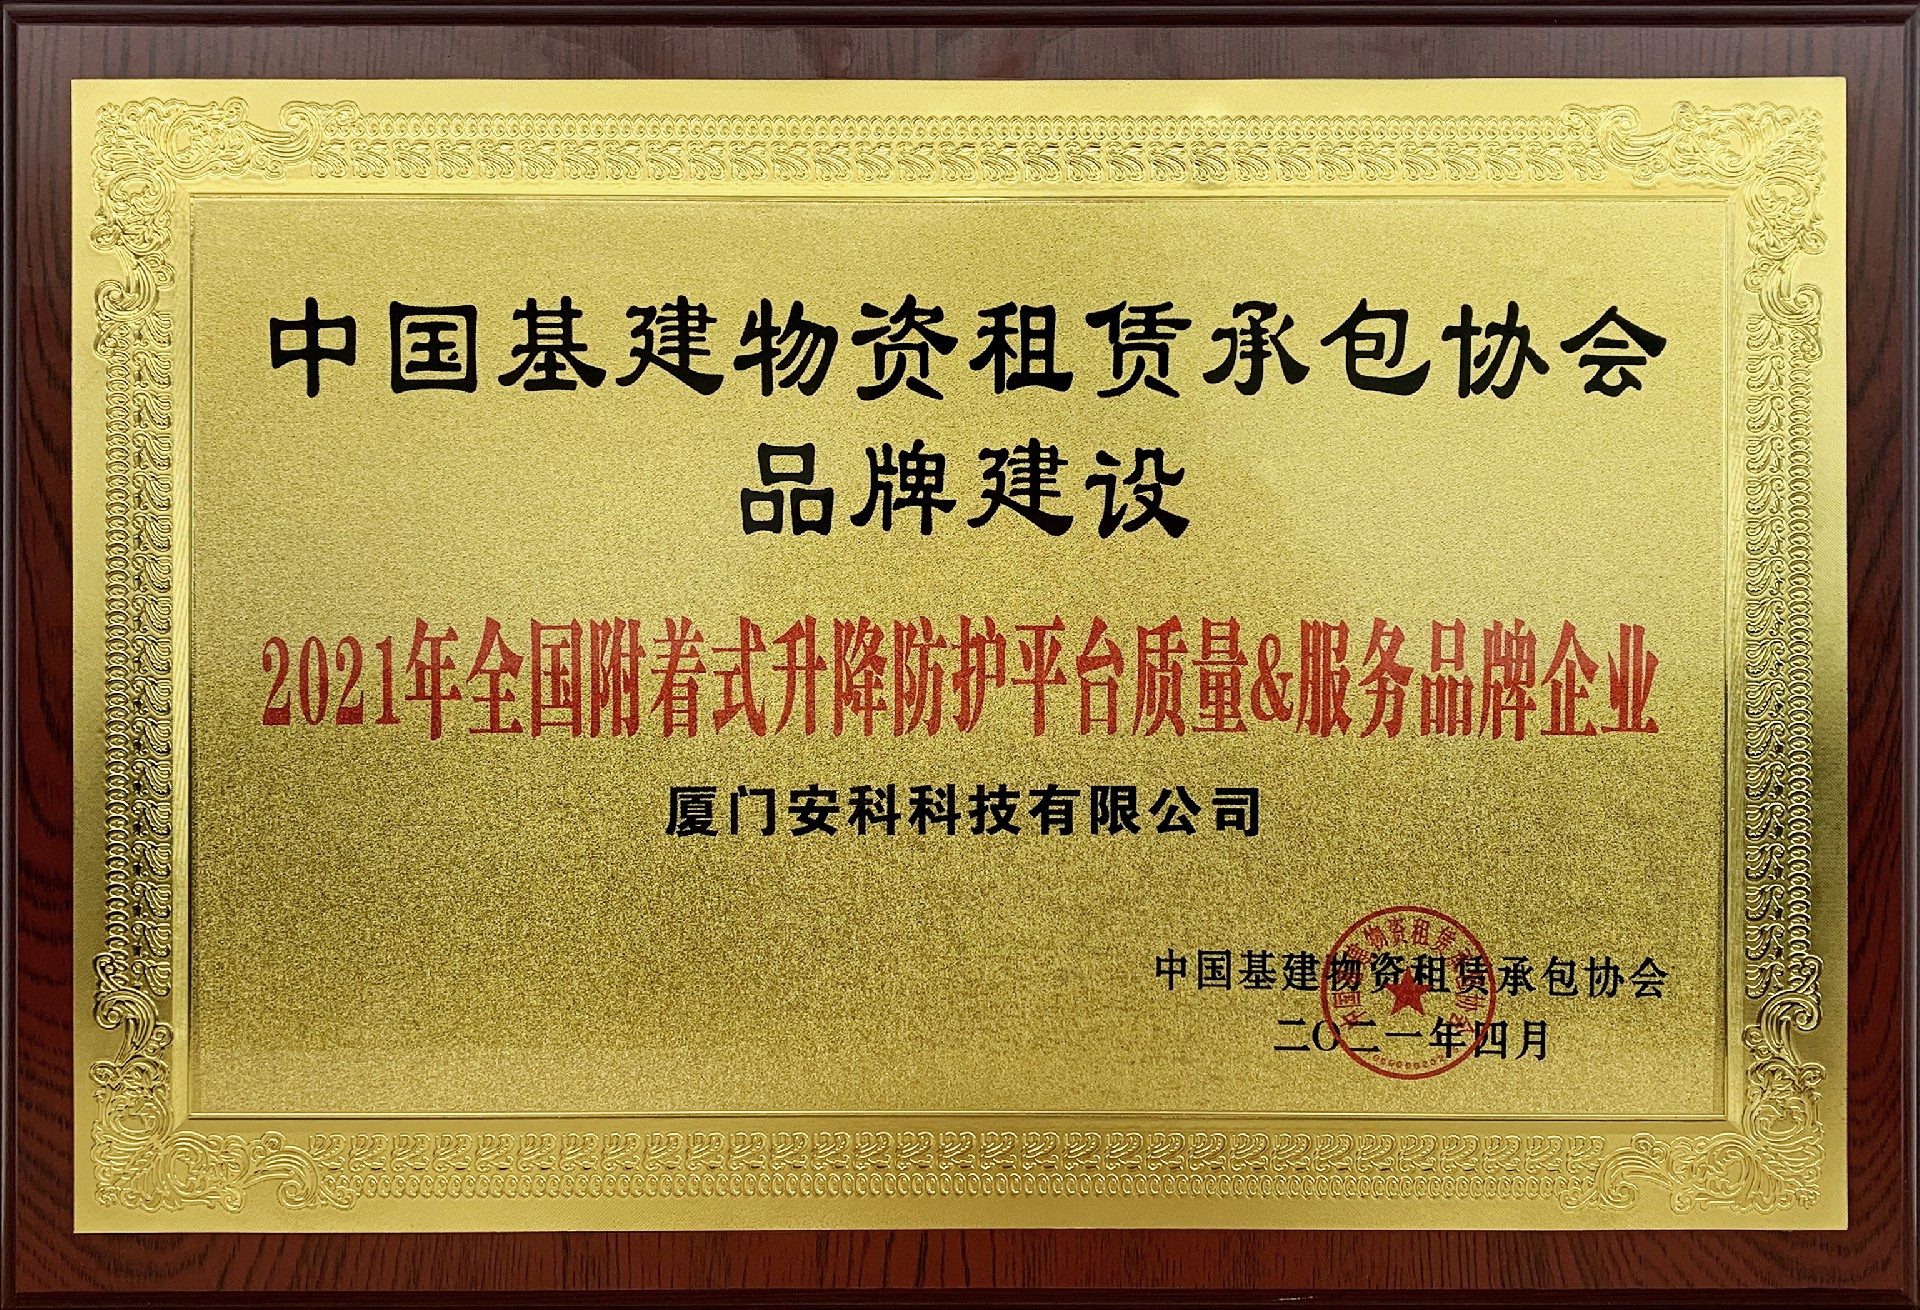 中国基建物资租赁承包协会
品牌建设
2021年全国附着式升降防护平台质量&服务品牌企业
厦门安科科技有限公司
中国基建物资租赁承包协会
二〇二一年四月